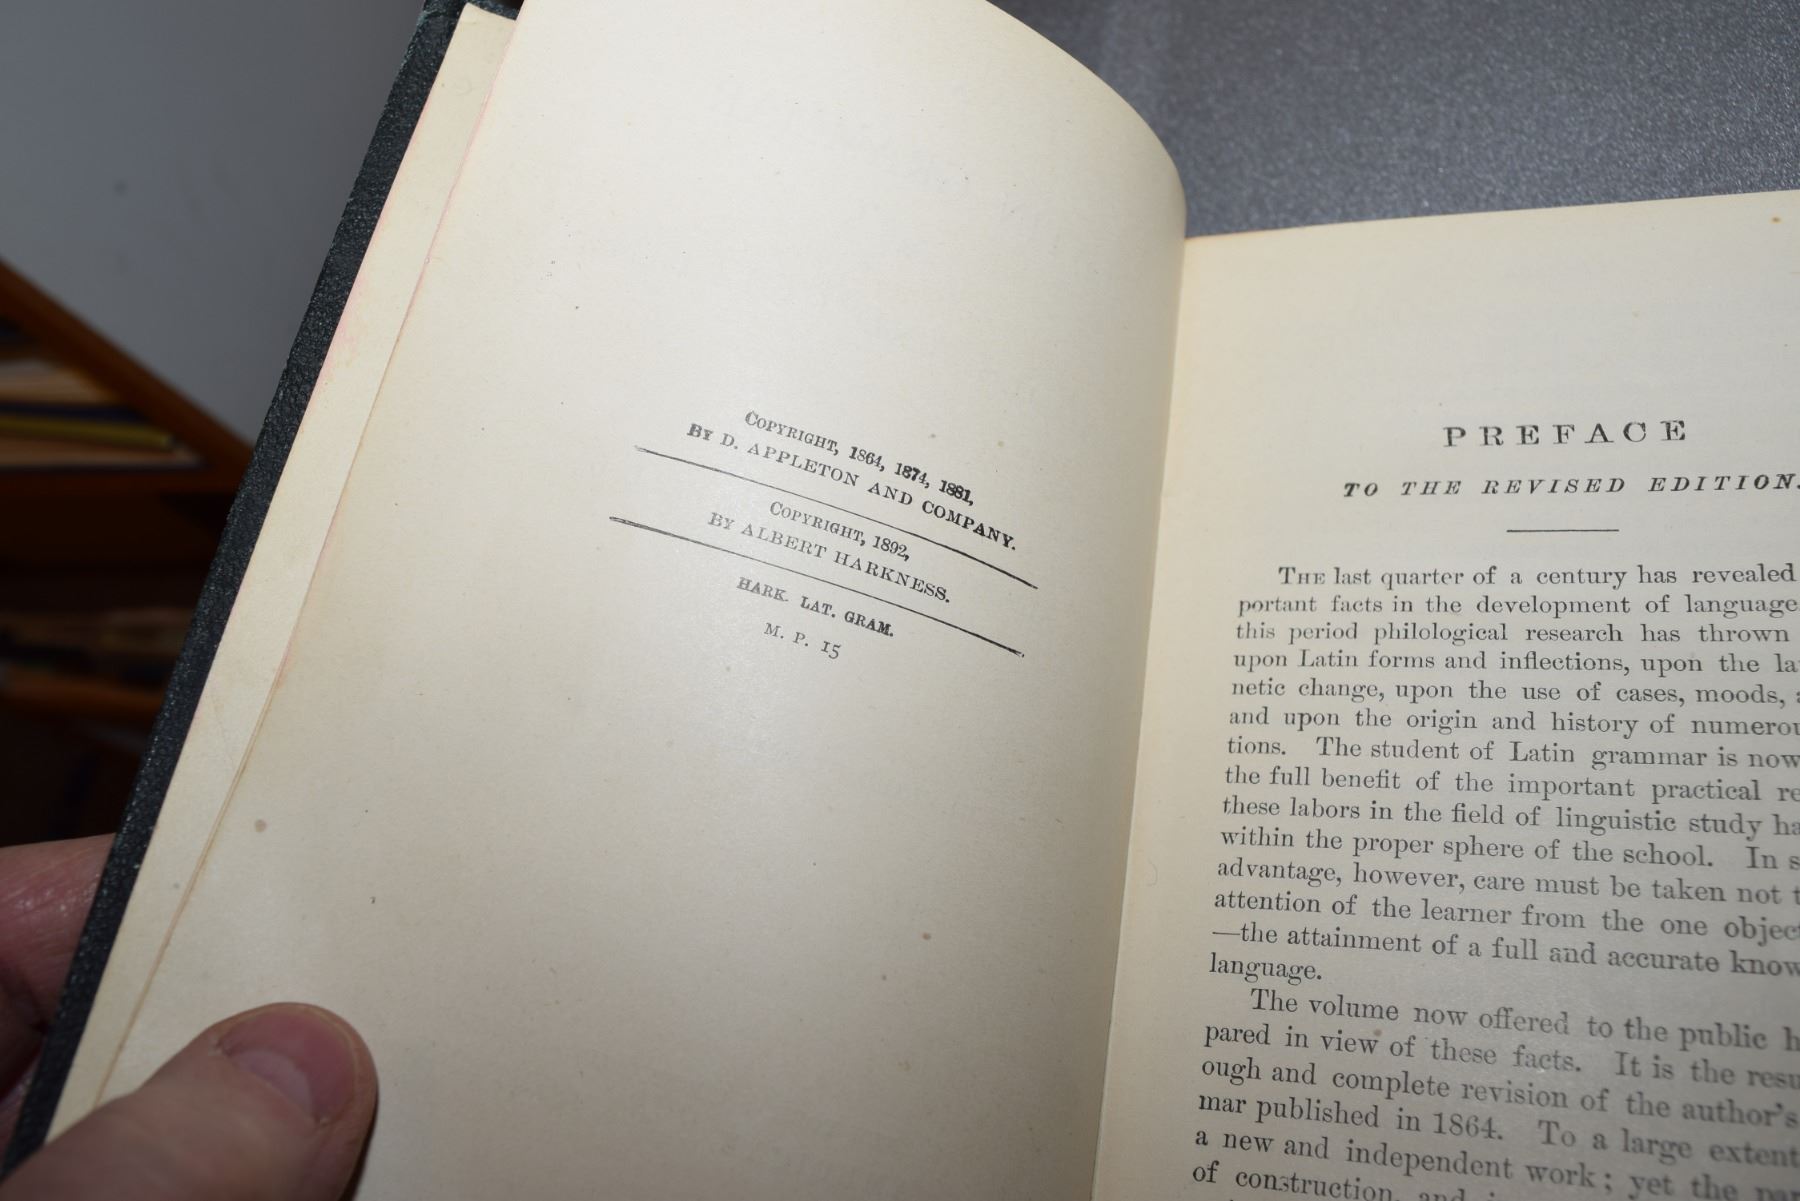 COPYRIGHT, 1864, 1874, 1881,
BY D. APPLETON AND COMPANY.
COPYRIGHT, 1892,
BY ALBERT HARKNESS.
HARK. LAT. GRAM.
M. P. 15
PREFACE
TO THE REVISED EDITION.
THE last quarter of a century has revealed
portant facts in the development of language
this period philological research has thrown
upon Latin forms and inflections, upon the la
netic change, upon the use of cases, moods,
and upon the origin and history of numerou
tions. The student of Latin grammar is now
the full benefit of the important practical re
these labors in the field of linguistic study ha
within the proper sphere of the school. In s
advantage, however, care must be taken not t
attention of the learner from the one objec
—the attainment of a full and accurate know
language.
The volume now offered to the public h
pared in view of these facts. It is the resu
ough and complete revision of the author's
mar published in 1864. To a large extent
a new and independent work; yet the
of construction, and